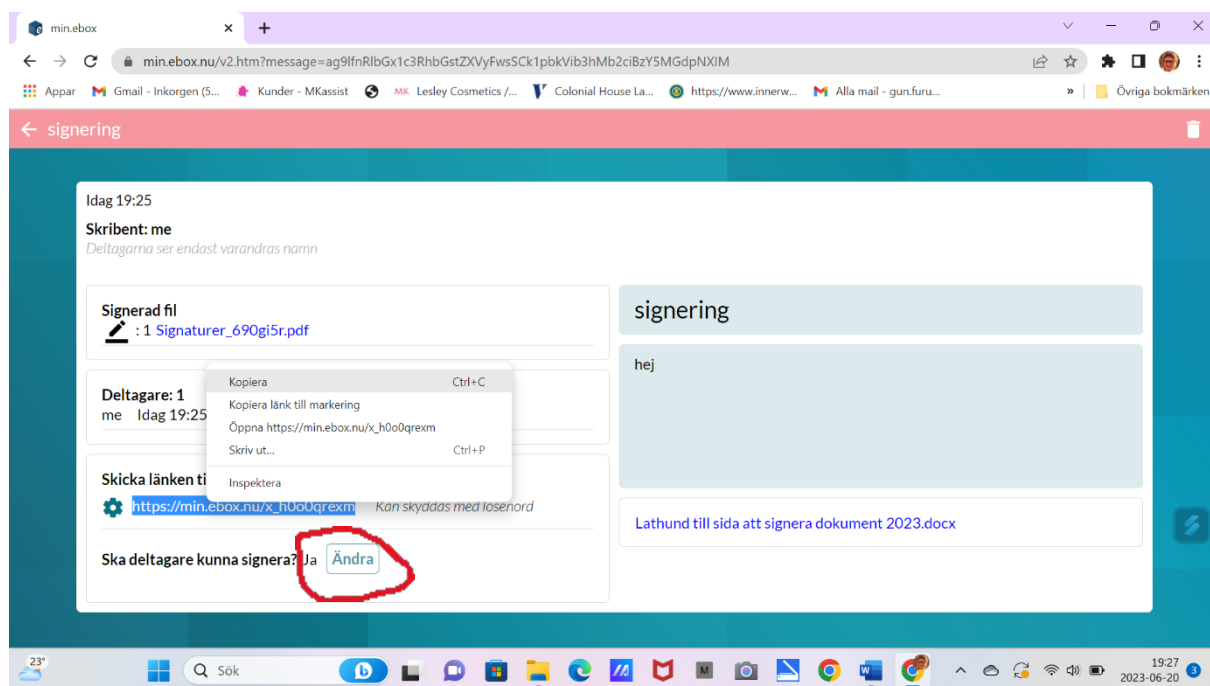 min.ebox
min.ebox.nu/v2.htm?message=ag9lfnRlbGx1c3RhbGstZXVyFwsSCk1pbkVib3hMb2ciBzY5MGdpNXIM
Appar Gmail - Inkorgen (5... Kunder - MKassist MK Lesley Cosmetics /... Colonial House La... https://www.innerw... Alla mail - gun.furu... » Övriga bokmärken
signering
Idag 19:25
Skribent: me
Deltagarna ser endast varandras namn
Signerad fil
: 1 Signaturer_690gi5r.pdf
Deltagare: 1
me Idag 19:25
Kopiera Ctrl+C
Kopiera länk till markering
Öppna https://min.ebox.nu/x_h0o0qrexm
Skriv ut... Ctrl+P
Inspektera
Skicka länken ti
https://min.ebox.nu/x_h0o0qrexm Kan skyddas med lösenord
Ska deltagare kunna signera? Ja Ändra
signering
hej
Lathund till sida att signera dokument 2023.docx
23°
Sök
19:27
2023-06-20
3